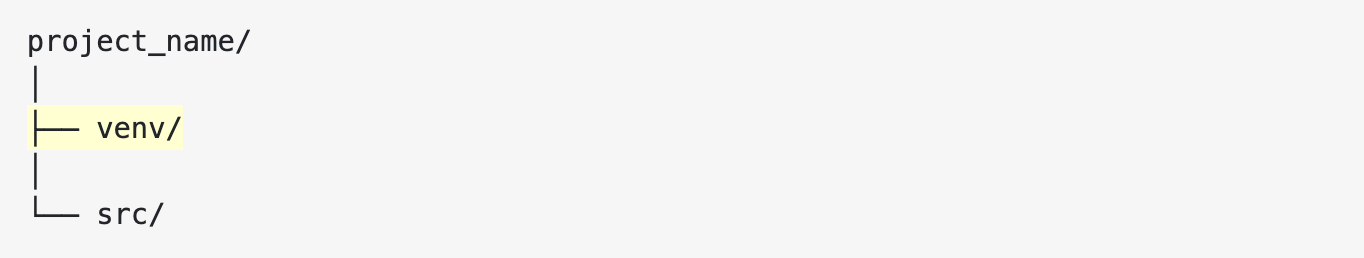 project_name/
│
├── venv/
│
└── src/